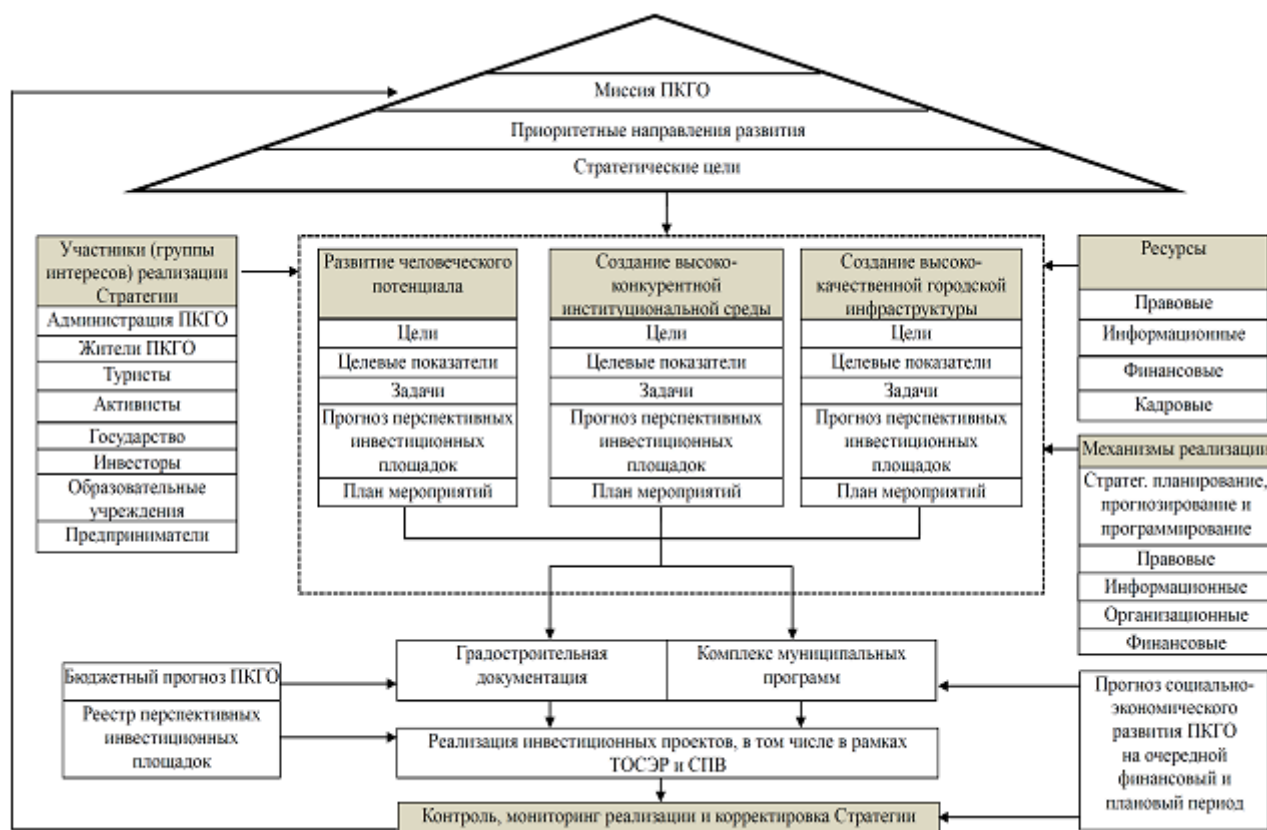 Миссия ПКГО
Приоритетные направления развития
Стратегические цели
Участники (группы
интересов) реализации
Стратегии
Администрация ПКГО
Жители ПКГО
Туристы
Активисты
Государство
Инвесторы
Образовательные
учреждения
Предприниматели
Развитие человеческого
потенциала
Цели
Целевые показатели
Задачи
Прогноз перспективных
инвестиционных
площадок
План мероприятий
Создание высоко-
конкурентной
институциональной среды
Цели
Целевые показатели
Задачи
Прогноз перспективных
инвестиционных
площадок
План мероприятий
Создание высоко-
качественной городской
инфраструктуры
Цели
Целевые показатели
Задачи
Прогноз перспективных
инвестиционных
площадок
План мероприятий
Ресурсы
Правовые
Информационные
Финансовые
Кадровые
Механизмы реализации
Стратег. планирование,
прогнозирование и
программирование
Правовые
Информационные
Организационные
Финансовые
Градостроительная
документация
Комплекс муниципальных
программ
Бюджетный прогноз ПКГО
Реестр перспективных
инвестиционных
площадок
Реализация инвестиционных проектов, в том числе в рамках
ТОСЭР и СПВ
Прогноз социально-
экономического
развития ПКГО
на очередной
финансовый и
плановый период
Контроль, мониторинг реализации и корректировка Стратегии